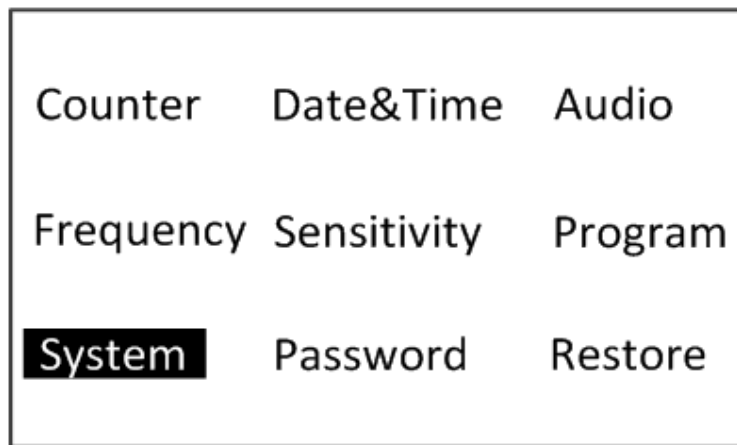 Counter Date&Time Audio
Frequency Sensitivity Program
System Password Restore